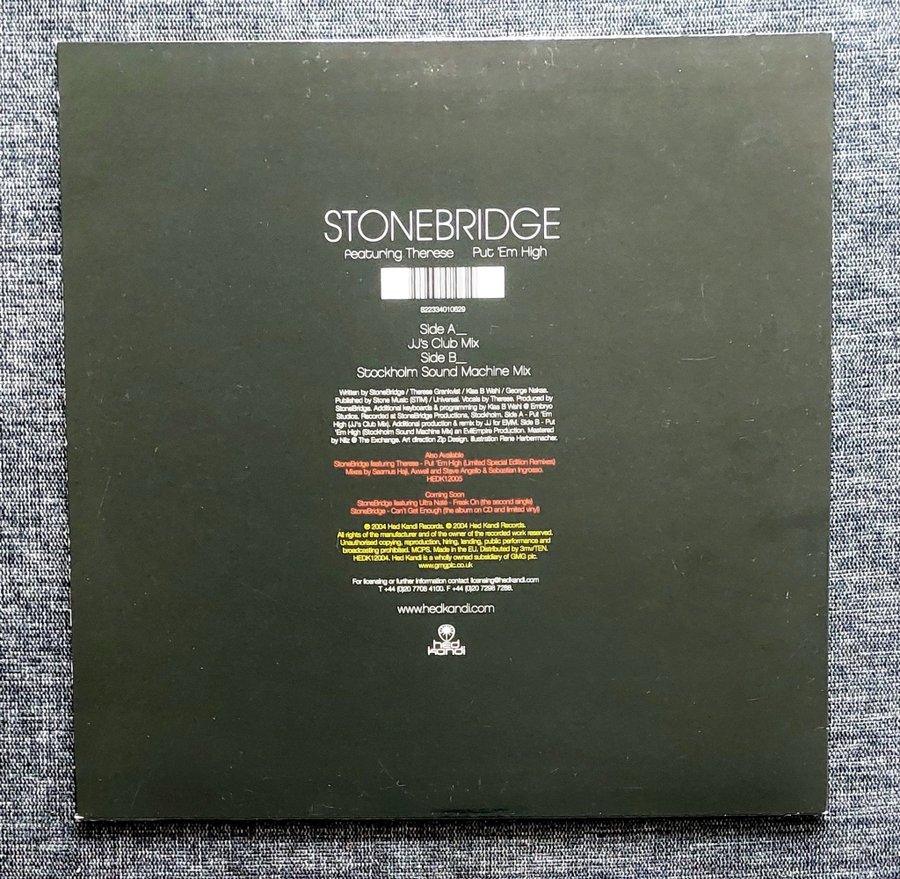 STONEBRIDGE
featuring Therese Put 'Em High
822334010829
Side A_
JJ's Club Mix
Side B_
Stockholm Sound Machine Mix
Written by StoneBridge / Therese Grankvist / Klas B Wahl / George Nakas.
Published by Stone Music (STIM) / Universal. Vocals by Therese. Produced by
StoneBridge. Additional keyboards & programming by Klas B Wahl @ Embryo
Studios. Recorded at StoneBridge Productions, Stockholm. Side A - Put 'Em
High (JJ's Club Mix). Additional production & remix by JJ for EMM. Side B - Put
'Em High (Stockholm Sound Machine Mix) an EvilEmpire Production. Mastered
by Nilz @ The Exchange. Art direction Zip Design. Illustration Rene Harbermacher.
Also Available
StoneBridge featuring Therese - Put 'Em High (Limited Special Edition Remixes)
Mixes by Seamus Haji, Axwell and Steve Angello & Sebastian Ingrosso.
HEDK12005
Coming Soon
StoneBridge featuring Ultra Naté - Freak On (the second single)
StoneBridge - Can't Get Enough (the album on CD and limited vinyl)
℗ 2004 Hed Kandi Records. © 2004 Hed Kandi Records.
All rights of the manufacturer and of the owner of the recorded work reserved.
Unauthorised copying, reproduction, hiring, lending, public performance and
broadcasting prohibited. MCPS. Made in the EU. Distributed by 3mv/TEN.
HEDK12004. Hed Kandi is a wholly owned subsidiary of GMG plc.
www.gmgplc.co.uk
For licensing or further information contact licensing@hedkandi.com
T +44 (0)20 7708 4100. F +44 (0)20 7298 7288.
www.hedkandi.com
hed
kandi